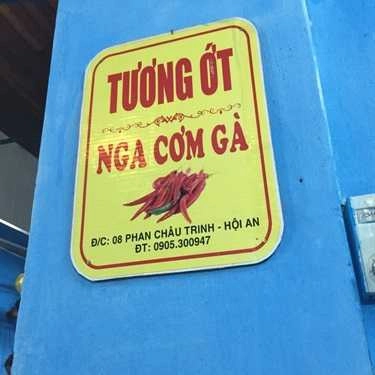 TƯƠNG ỚT
NGA CƠM GÀ
Đ/C: 08 PHAN CHÂU TRINH - HỘI AN
ĐT: 0905.300947